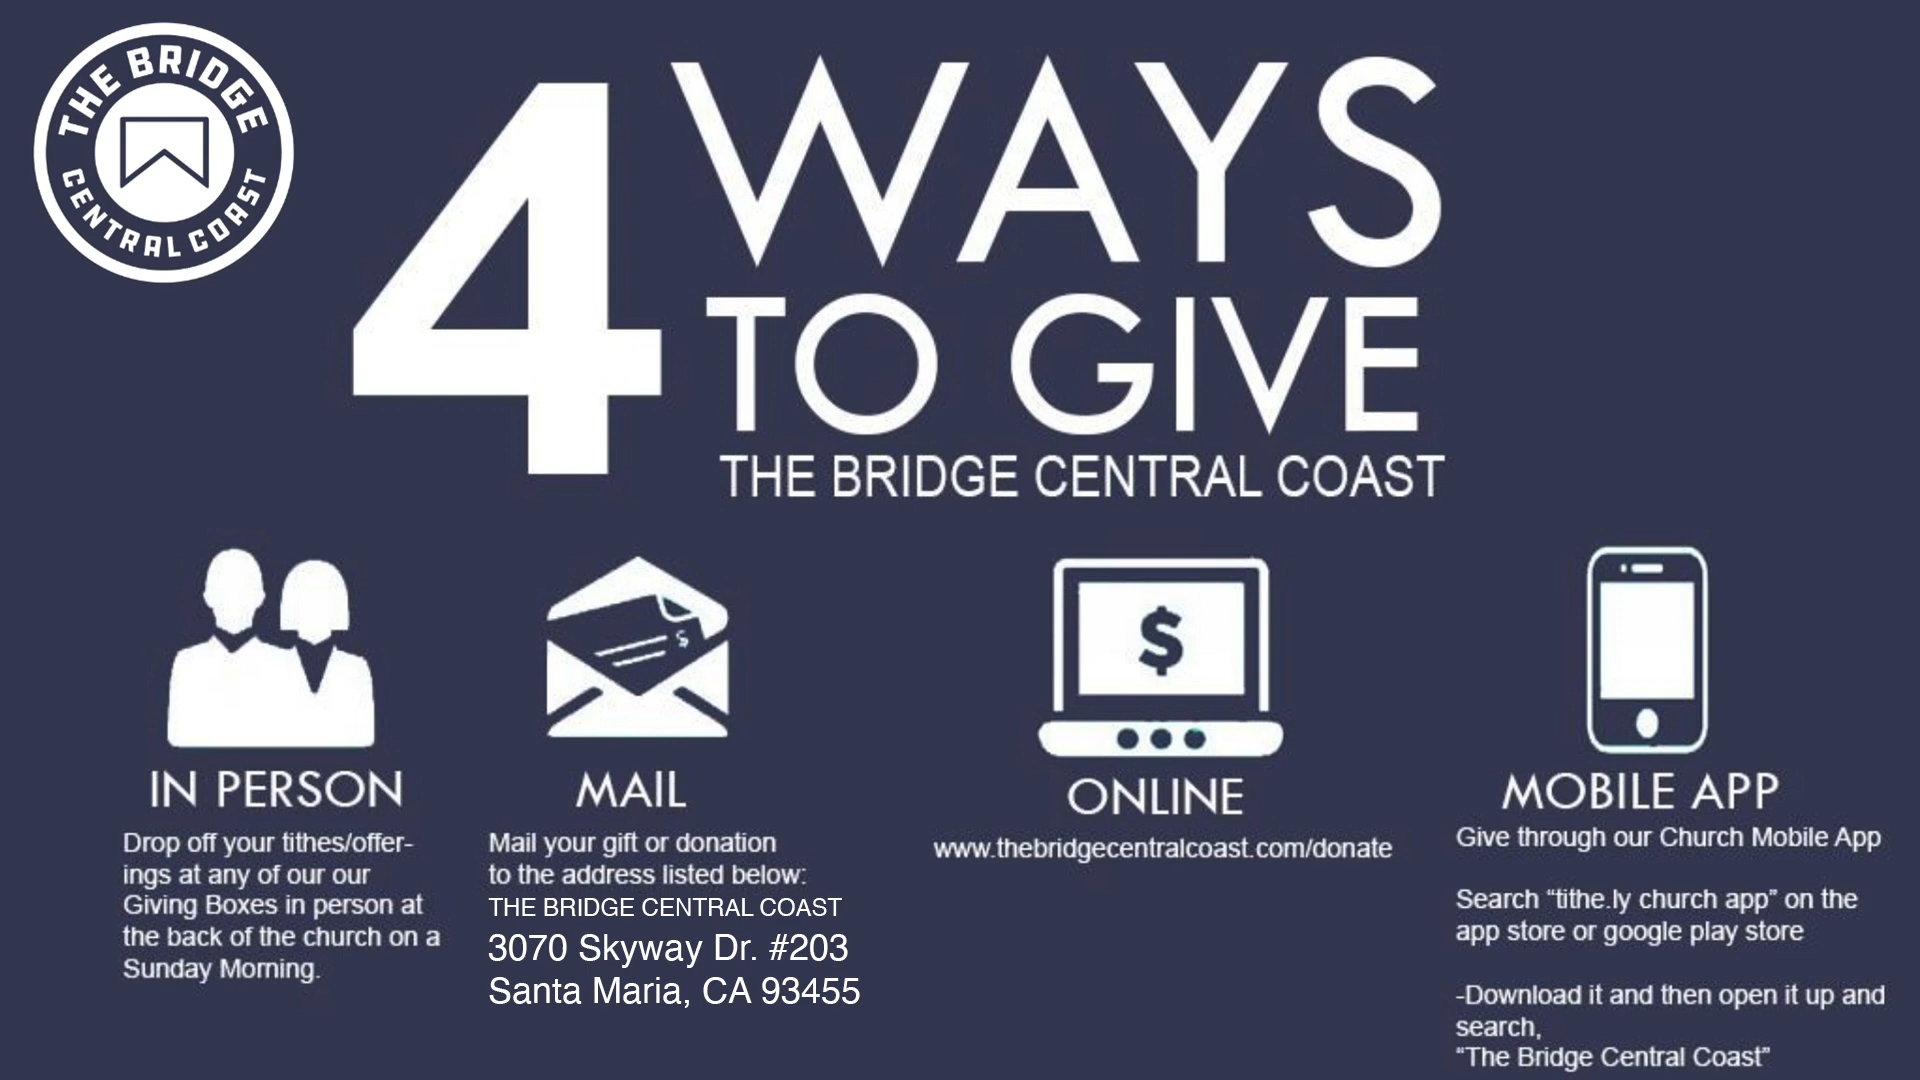 THE BRIDGE
CENTRAL COAST
4 WAYS
TO GIVE
THE BRIDGE CENTRAL COAST
$
$
IN PERSON
Drop off your tithes/offer-
ings at any of our our
Giving Boxes in person at
the back of the church on a
Sunday Morning.
MAIL
Mail your gift or donation
to the address listed below:
THE BRIDGE CENTRAL COAST
3070 Skyway Dr. #203
Santa Maria, CA 93455
ONLINE
www.thebridgecentralcoast.com/donate
MOBILE APP
Give through our Church Mobile App
Search “tithe.ly church app” on the
app store or google play store
-Download it and then open it up and
search,
“The Bridge Central Coast”